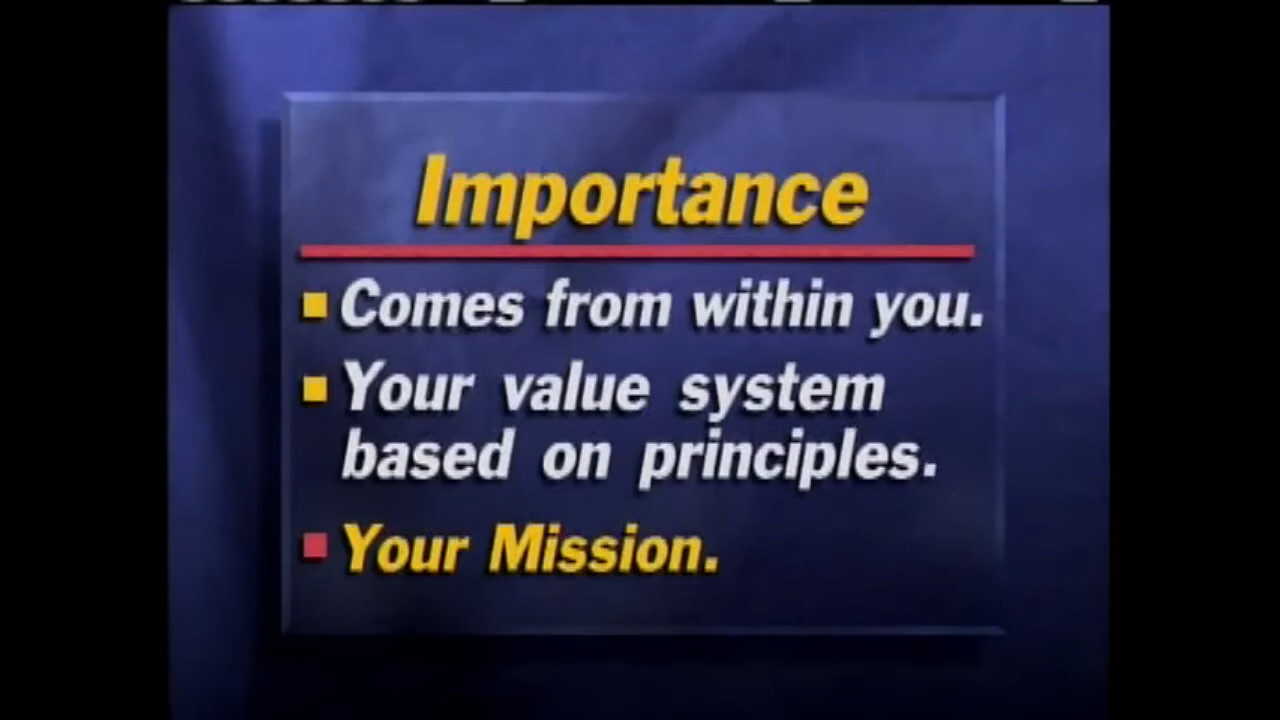 Importance
Comes from within you.
Your value system
based on principles.
Your Mission.